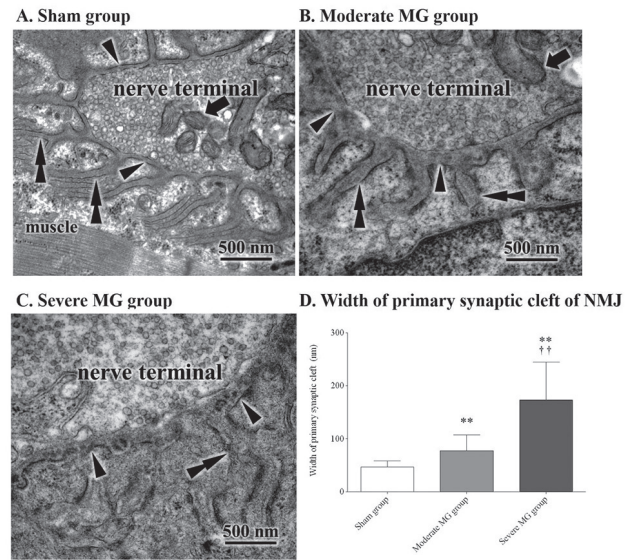 A. Sham group
B. Moderate MG group
nerve terminal
muscle
500 nm
nerve terminal
500 nm
C. Severe MG group
D. Width of primary synaptic cleft of NMJ
nerve terminal
500 nm
Width of primary synaptic cleft (nm)
300
200
100
0
**
**
††
Sham group
Moderate MG group
Severe MG group